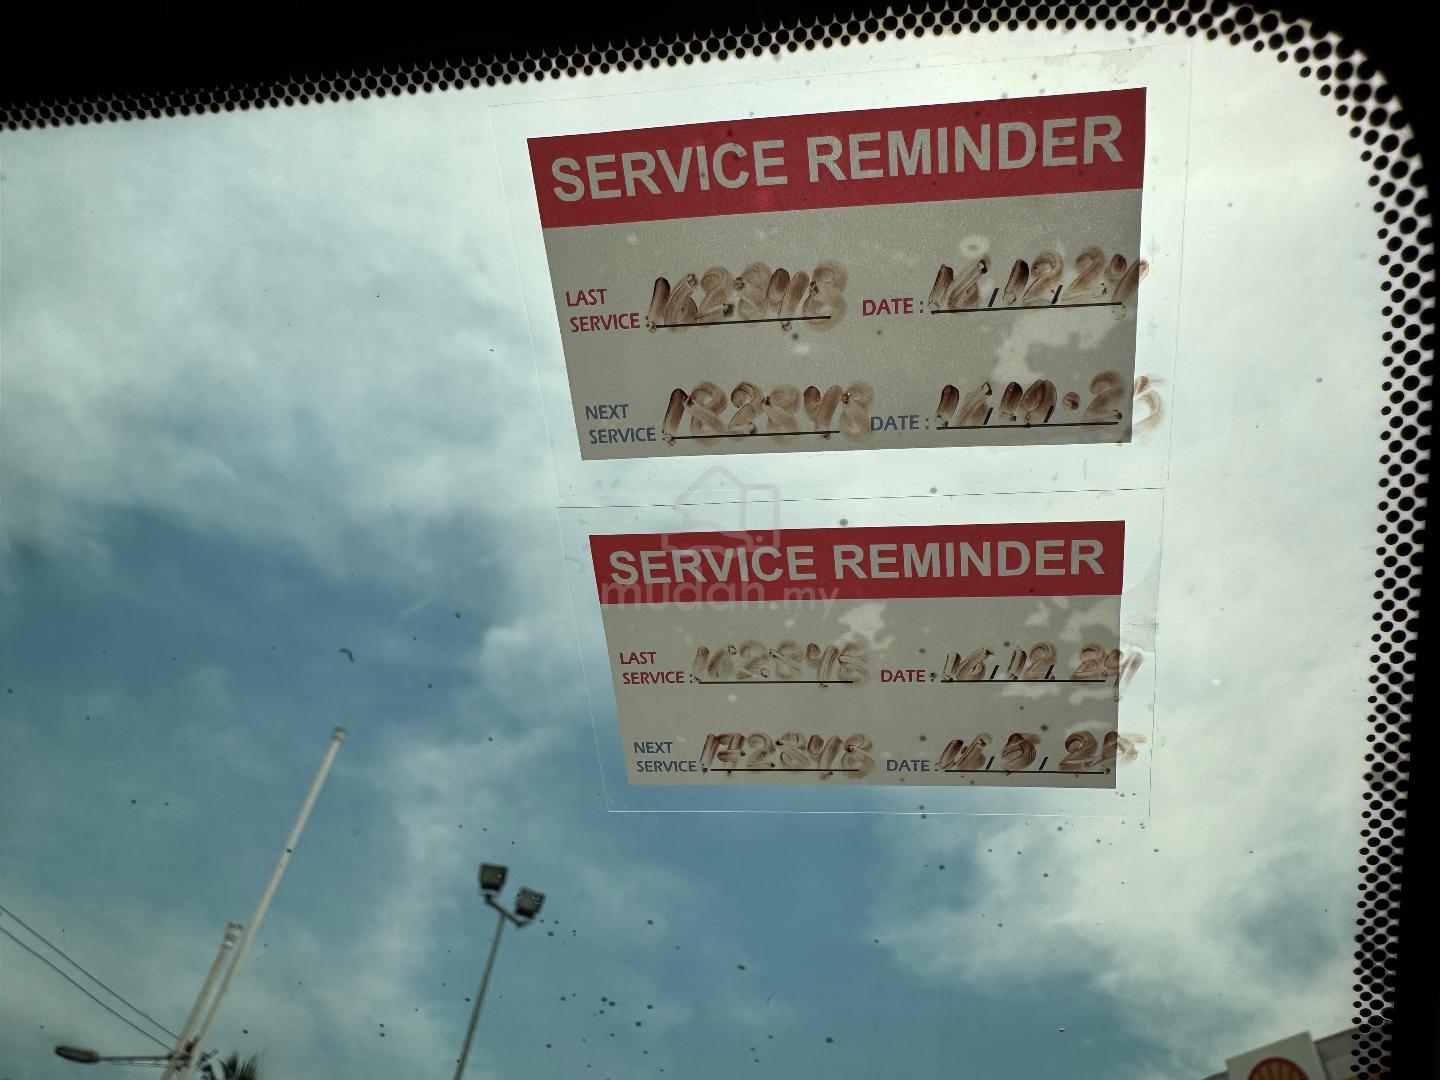 SERVICE REMINDER
LAST SERVICE : 162848 DATE : 16/12/24
NEXT SERVICE : 182848 DATE : 16/10.25
SERVICE REMINDER
mudah.my
LAST SERVICE : 162848 DATE : 16/12/24
NEXT SERVICE : 172848 DATE : 16/5/25